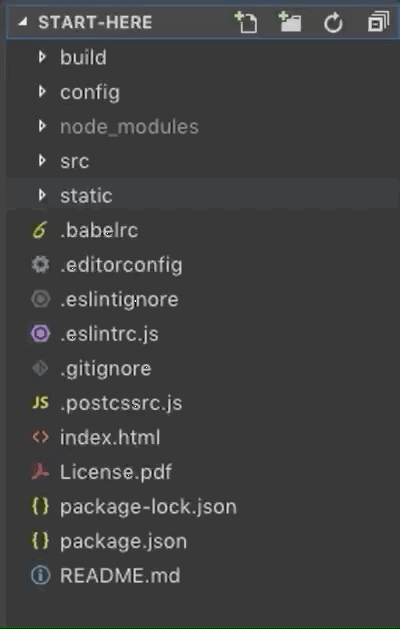 START-HERE
build
config
node_modules
src
static
.babelrc
.editorconfig
.eslintignore
.eslintrc.js
.gitignore
JS .postcssrc.js
<> index.html
License.pdf
{} package-lock.json
{} package.json
README.md